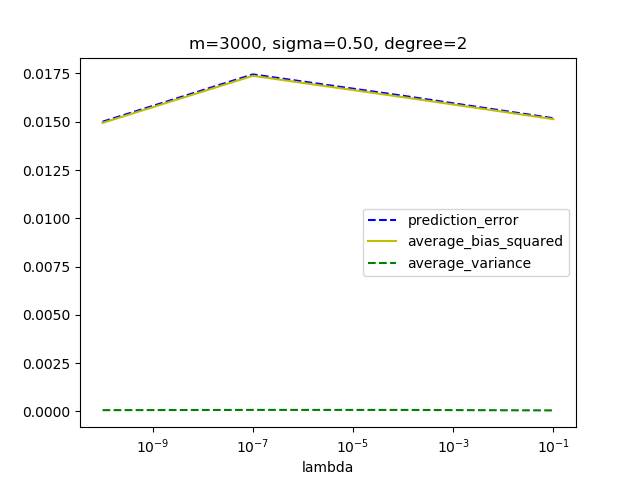 m=3000, sigma=0.50, degree=2
0.0175
0.0150
0.0125
0.0100
0.0075
0.0050
0.0025
0.0000
prediction_error
average_bias_squared
average_variance
10⁻⁹ 10⁻⁷ 10⁻⁵ 10⁻³ 10⁻¹
lambda